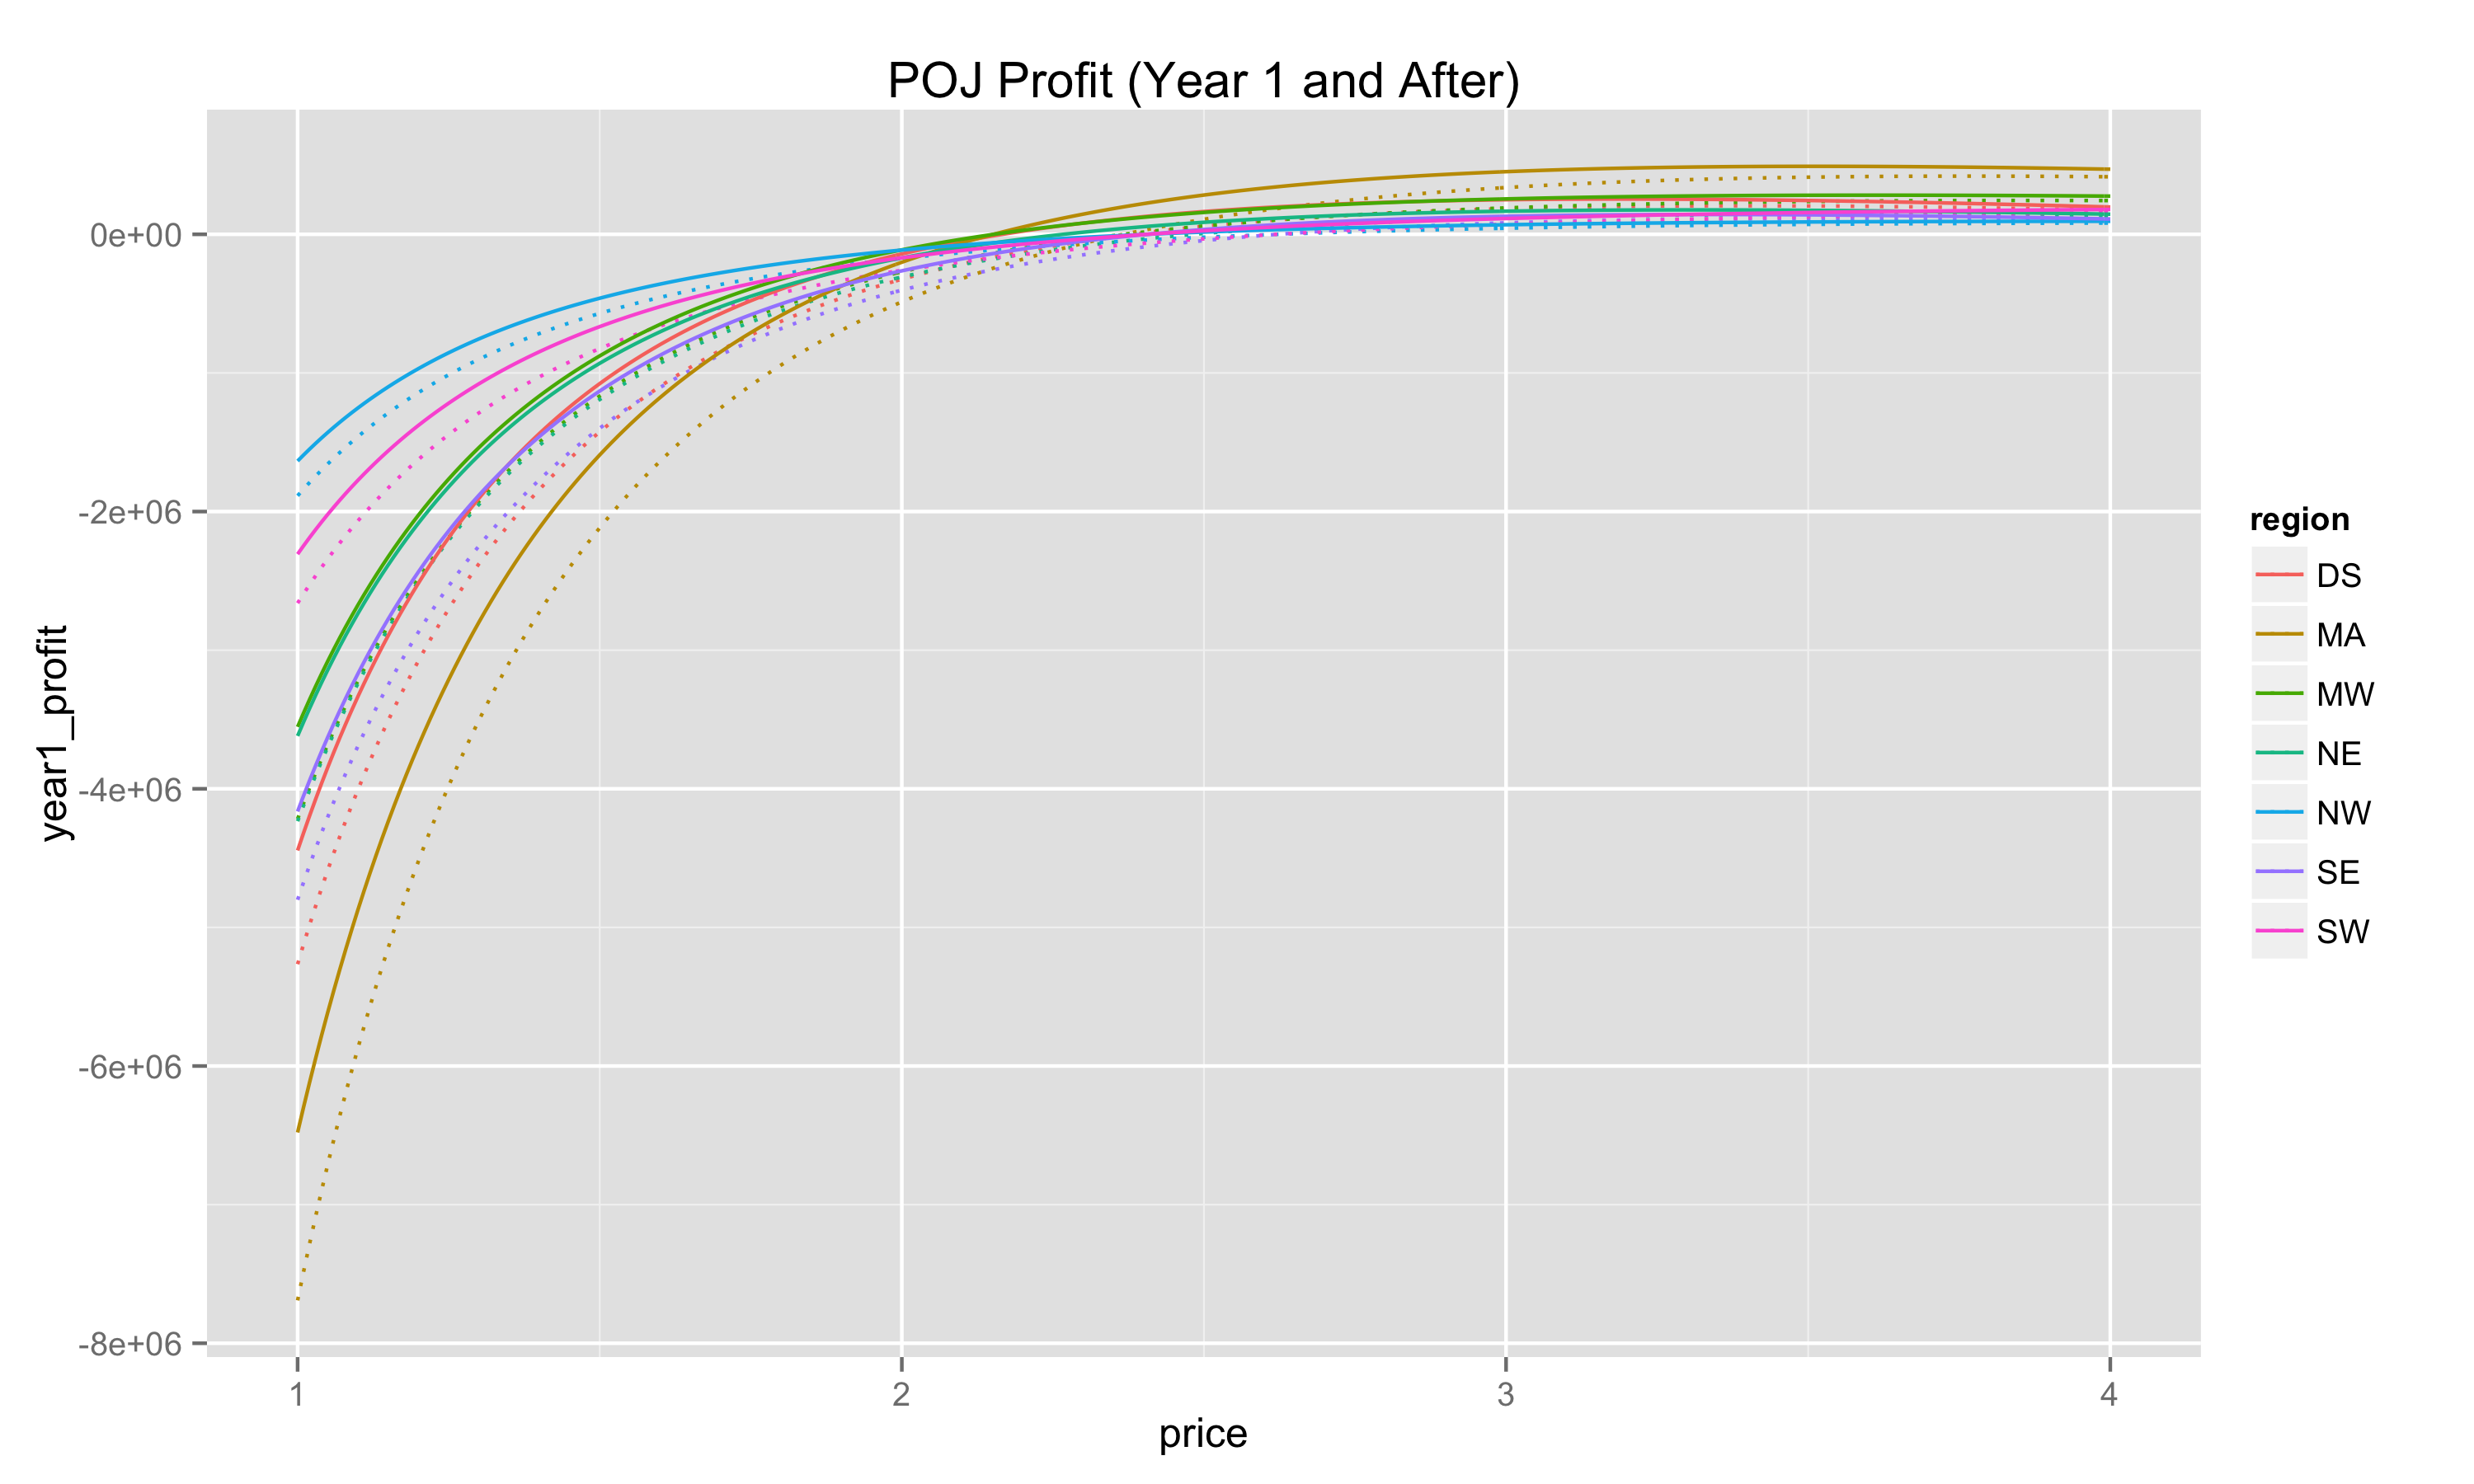 POJ Profit (Year 1 and After)
year1_profit
0e+00
-2e+06
-4e+06
-6e+06
-8e+06
1
2
3
4
price
region
DS
MA
MW
NE
NW
SE
SW